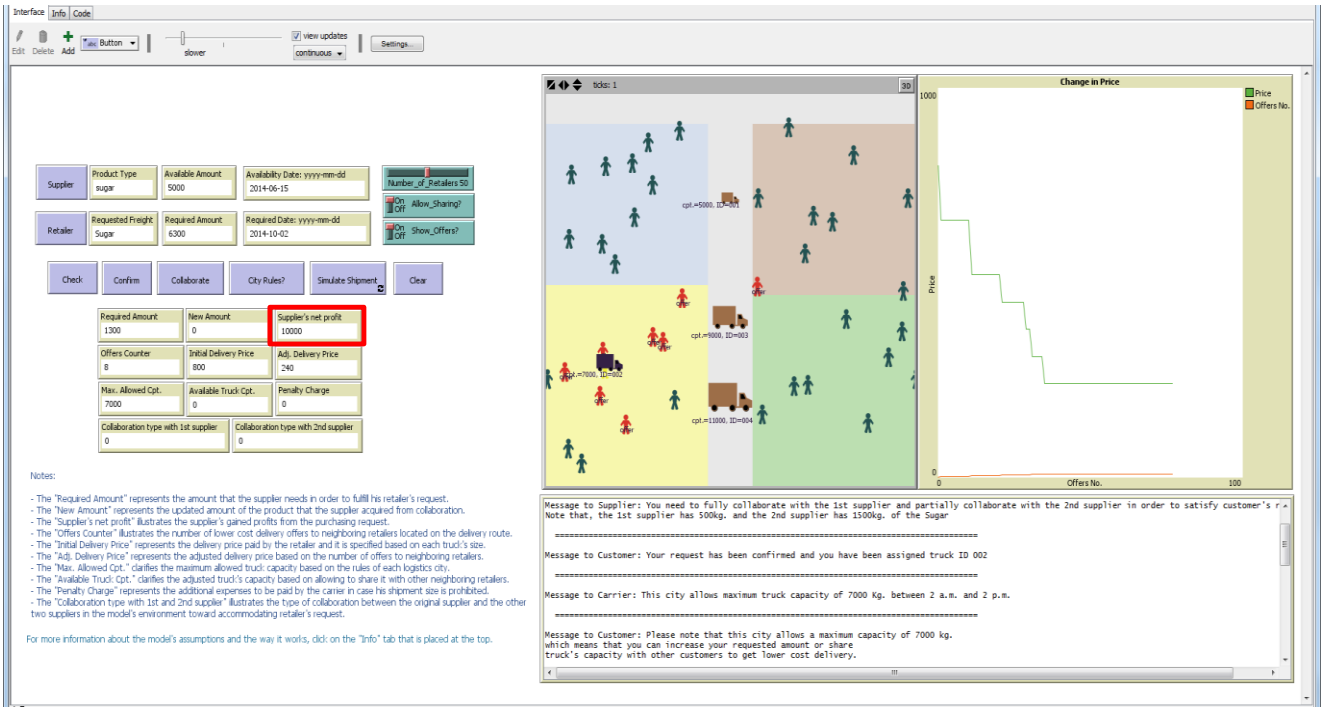 Interface Info Code
Edit Delete Add abc Button slower view updates continuous Settings...
ticks: 1 3D
Supplier
Product Type
sugar
Available Amount
5000
Availability Date: yyyy-mm-dd
2014-06-15
Number_of_Retailers 50
On Off Allow_Sharing?
Retailer
Requested Freight
Sugar
Required Amount
6300
Required Date: yyyy-mm-dd
2014-10-02
On Off Show_Offers?
Check Confirm Collaborate City Rules? Simulate Shipment Clear
Required Amount
1300
New Amount
0
Supplier's net profit
10000
Offers Counter
8
Initial Delivery Price
800
Adj. Delivery Price
240
Max. Allowed Cpt.
7000
Available Truck Cpt.
0
Penalty Charge
0
Collaboration type with 1st supplier
0
Collaboration type with 2nd supplier
0
Notes:
- The "Required Amount" represents the amount that the supplier needs in order to fulfill his retailer's request.
- The "New Amount" represents the updated amount of the product that the supplier acquired from collaboration.
- The "Supplier's net profit" illustrates the supplier's gained profits from the purchasing request.
- The "Offers Counter" illustrates the number of lower cost delivery offers to neighboring retailers located on the delivery route.
- The "Initial Delivery Price" represents the delivery price paid by the retailer and it is specified based on each truck's size.
- The "Adj. Delivery Price" represents the adjusted delivery price based on the number of offers to neighboring retailers.
- The "Max. Allowed Cpt." clarifies the maximum allowed truck capacity based on the rules of each logistics city.
- The "Available Truck Cpt." clarifies the adjusted truck's capacity based on allowing to share it with other neighboring retailers.
- The "Penalty Charge" represents the additional expenses to be paid by the carrier in case his shipment size is prohibited.
- The "Collaboration type with 1st and 2nd supplier" illustrates the type of collaboration between the original supplier and the other
two suppliers in the model's environment toward accommodating retailer's request.
For more information about the model's assumptions and the way it works, click on the "Info" tab that is placed at the top.
cpt.=5000, ID=001
offer
offer
cpt.=9000, ID=003
offer
offer
cpt.=7000, ID=002
offer
offer
cpt.=11000, ID=004
offer
Change in Price
1000
Price
Offers No.
Price
0
0 Offers No. 100
Message to Supplier: You need to fully collaborate with the 1st supplier and partially collaborate with the 2nd supplier in order to satisfy customer's r
Note that, the 1st supplier has 500kg. and the 2nd supplier has 1500kg. of the Sugar
================================================================================
Message to Customer: Your request has been confirmed and you have been assigned truck ID 002
================================================================================
Message to Carrier: This city allows maximum truck capacity of 7000 Kg. between 2 a.m. and 2 p.m.
================================================================================
Message to Customer: Please note that this city allows a maximum capacity of 7000 kg.
which means that you can increase your requested amount or share
truck's capacity with other customers to get lower cost delivery.